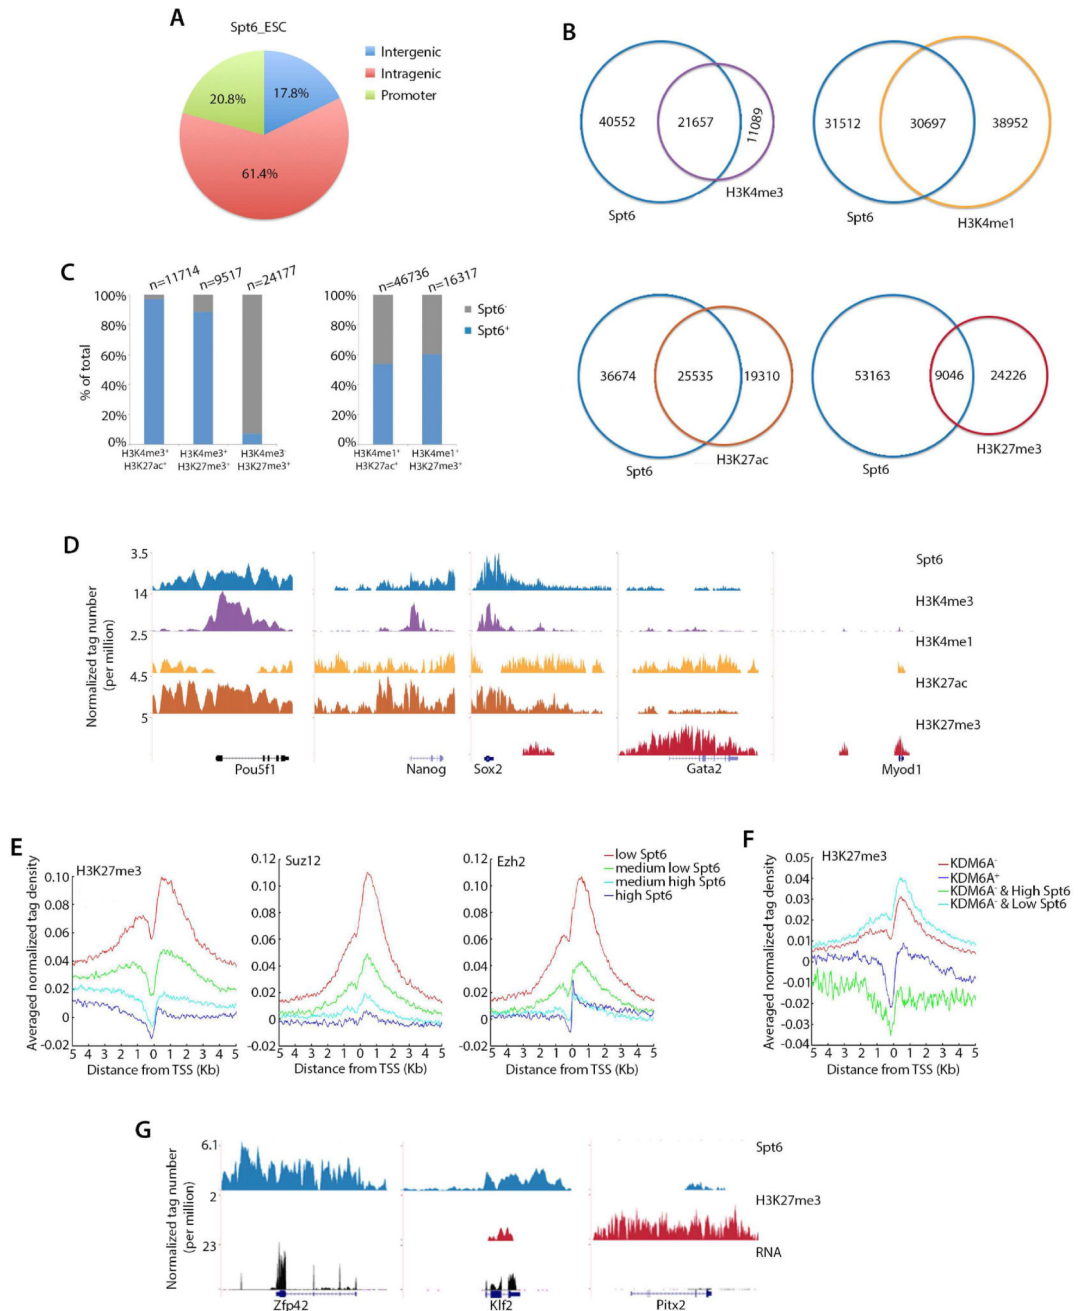 A
Spt6_ESC
Intergenic
Intragenic
Promoter
20.8%
17.8%
61.4%
B
40552
21657
11089
H3K4me3
Spt6
31512
30697
38952
Spt6
H3K4me1
36674
25535
19310
Spt6
H3K27ac
53163
9046
24226
Spt6
H3K27me3
C
n=11714
n=9517
n=24177
n=46736
n=16317
Spt6-
Spt6+
% of total
100%
80%
60%
40%
20%
0%
H3K4me3+
H3K27ac+
H3K4me3+
H3K27me3+
H3K4me3-
H3K27me3+
100%
80%
60%
40%
20%
0%
H3K4me1+
H3K27ac+
H3K4me1+
H3K27me3+
D
Normalized tag number
(per million)
3.5
14
2.5
4.5
5
Spt6
H3K4me3
H3K4me1
H3K27ac
H3K27me3
Pou5f1
Nanog
Sox2
Gata2
Myod1
E
Averaged normalized tag density
H3K27me3
0.10
0.08
0.06
0.04
0.02
0
-0.02
5 4 3 2 1 0 1 2 3 4 5
Distance from TSS (Kb)
Suz12
0.12
0.10
0.08
0.06
0.04
0.02
0
-0.02
5 4 3 2 1 0 1 2 3 4 5
Distance from TSS (Kb)
Ezh2
0.12
0.10
0.08
0.06
0.04
0.02
0
-0.02
5 4 3 2 1 0 1 2 3 4 5
Distance from TSS (Kb)
low Spt6
medium low Spt6
medium high Spt6
high Spt6
F
Averaged normalized tag density
H3K27me3
0.05
0.04
0.03
0.02
0.01
0
-0.01
-0.02
-0.03
-0.04
5 4 3 2 1 0 1 2 3 4 5
Distance from TSS (Kb)
KDM6A-
KDM6A+
KDM6A- & High Spt6
KDM6A- & Low Spt6
G
Normalized tag number
(per million)
6.1
2
23
Spt6
H3K27me3
RNA
Zfp42
Klf2
Pitx2